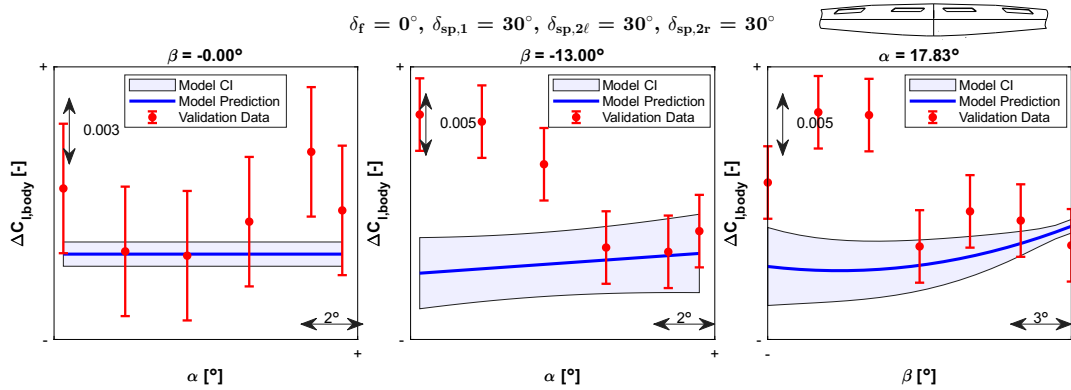 δf = 0°, δsp,1 = 30°, δsp,2ℓ = 30°, δsp,2r = 30°
β = -0.00°
+
Model CI
Model Prediction
Validation Data
0.003
ΔCl,body [-]
2°
-
+
α [°]
β = -13.00°
+
Model CI
Model Prediction
Validation Data
0.005
ΔCl,body [-]
2°
-
+
α [°]
α = 17.83°
+
Model CI
Model Prediction
Validation Data
0.005
ΔCl,body [-]
3°
-
-
+
β [°]